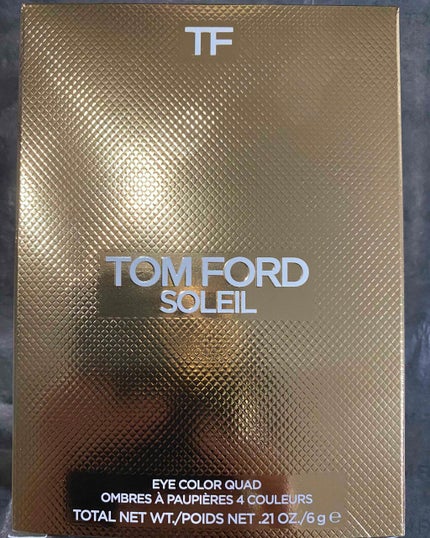 TF
TOM FORD
SOLEIL
EYE COLOR QUAD
OMBRES À PAUPIÈRES 4 COULEURS
TOTAL NET WT./POIDS NET .21 OZ./6 g ℮